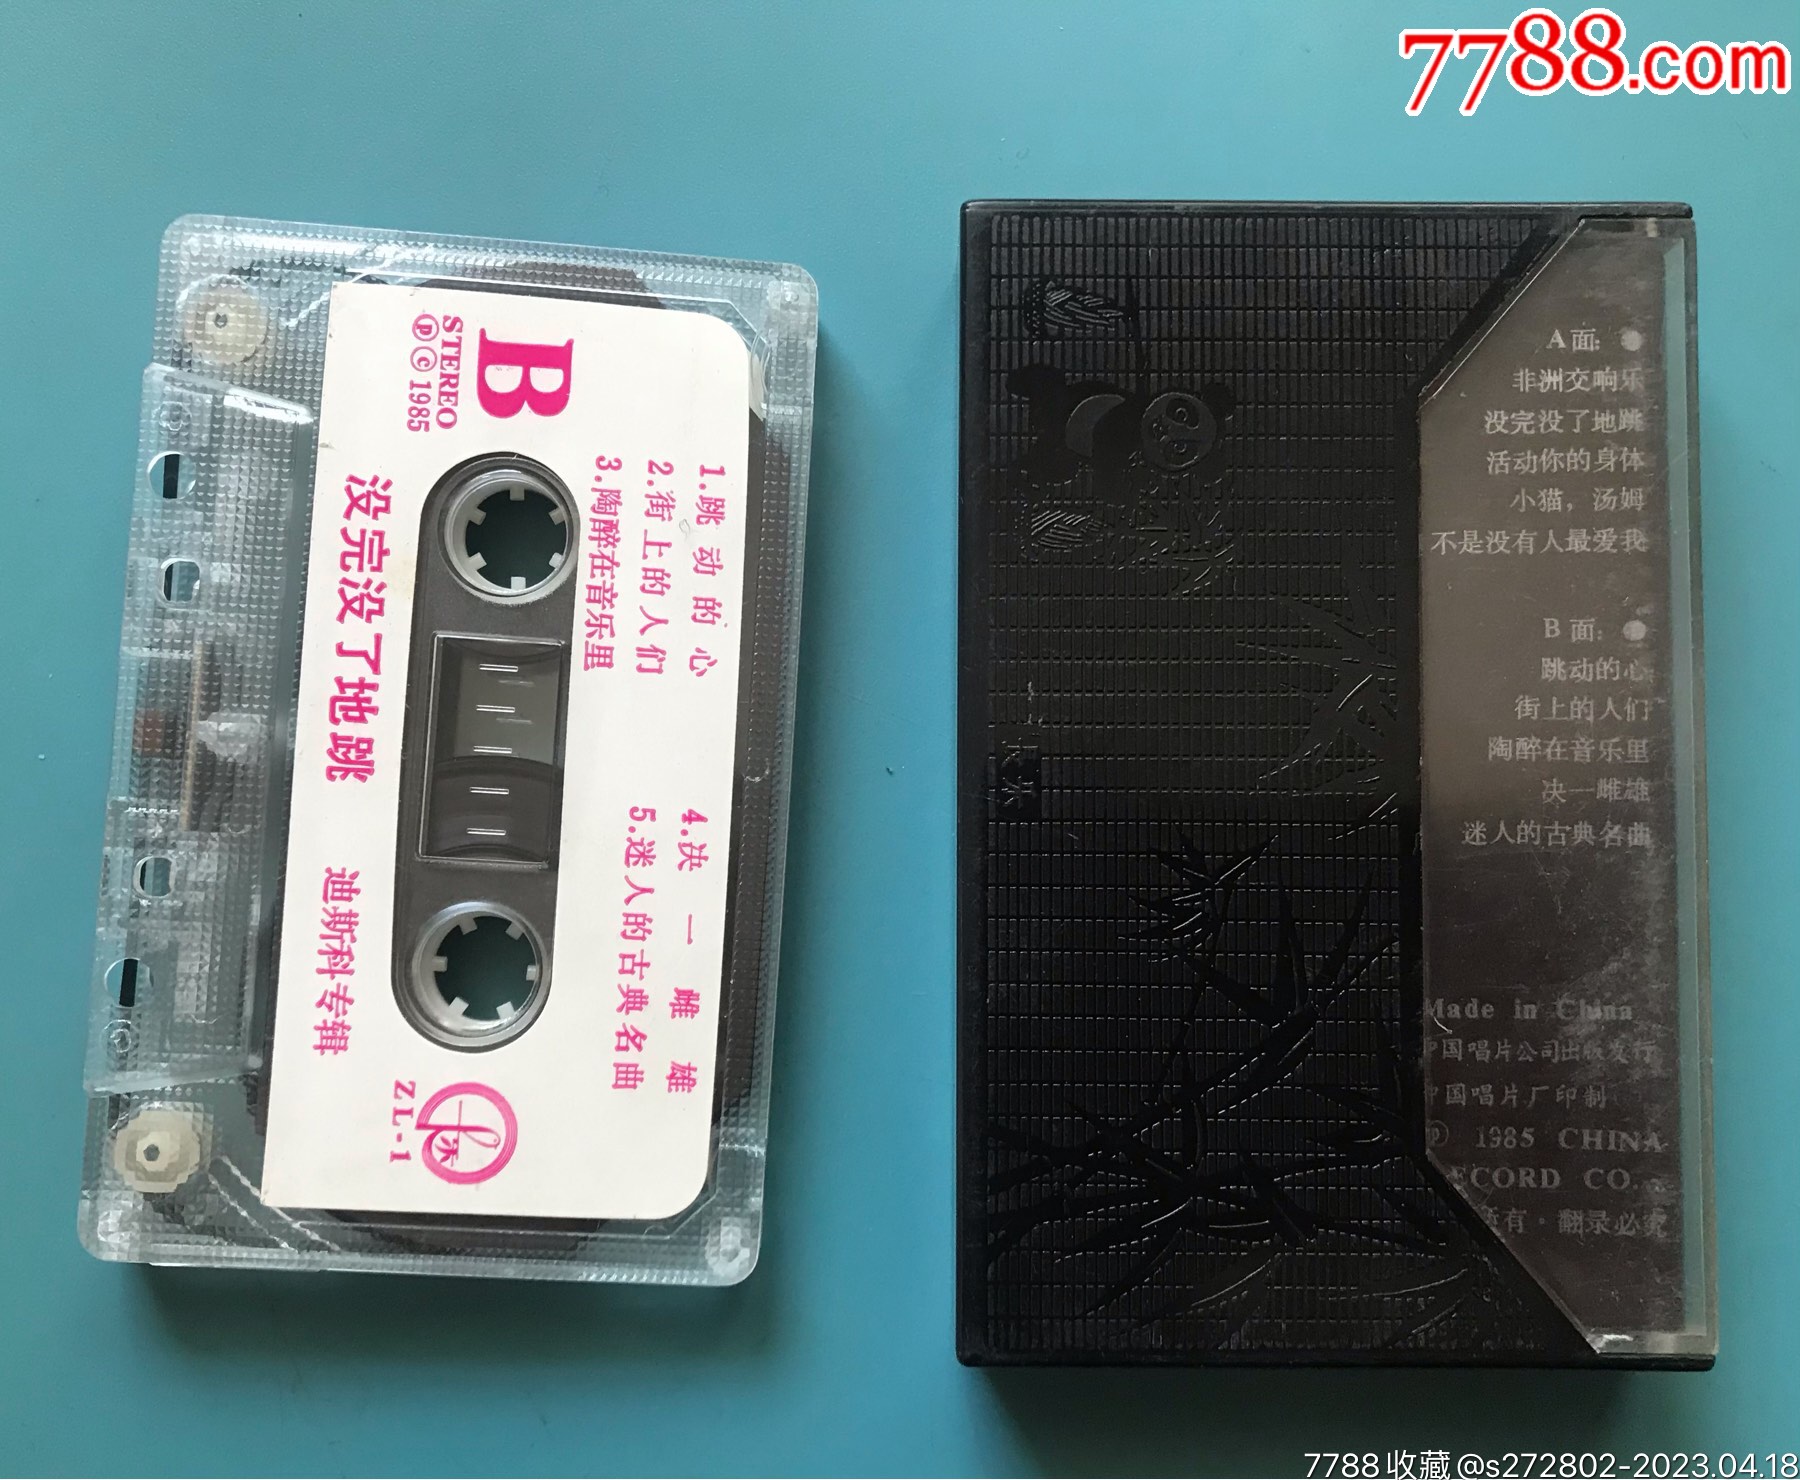 7788.com
B
STEREO
ⓟ ⓒ 1985
1.跳动的心
2.街上的人们
3.陶醉在音乐里
4.决一雌雄
5.迷人的古典名曲
没完没了地跳
迪斯科专辑
ZL-1
A面:
非洲交响乐
没完没了地跳
活动你的身体
小猫，汤姆
不是没有人最爱我
B面:
跳动的心
街上的人们
陶醉在音乐里
决一雌雄
迷人的古典名曲
Made in China
中国唱片公司出版发行
中国唱片厂印制
ⓟ 1985 CHINA
RECORD CO.
有·翻录必究
7788收藏@s272802-2023.04.18